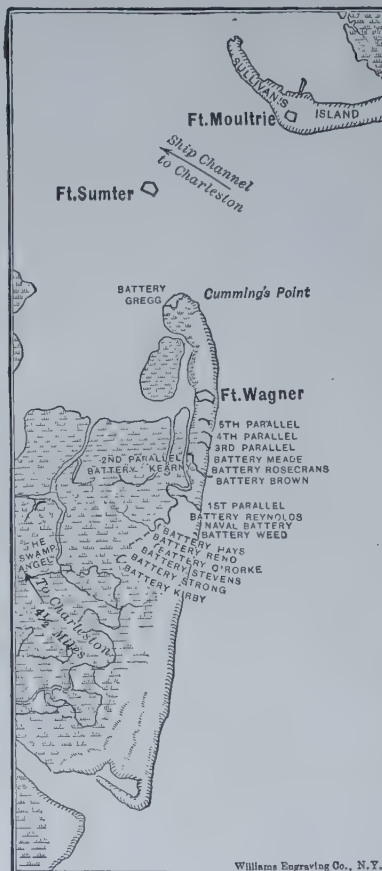 SULLIVAN'S
ISLAND
Ft.Moultrie
Ship Channel
to Charleston
Ft.Sumter
BATTERY
GREGG
Cumming's Point
Ft.Wagner
5TH PARALLEL
4TH PARALLEL
3RD PARALLEL
2ND PARALLEL
BATTERY MEADE
BATTERY KEARNY
BATTERY ROSECRANS
BATTERY BROWN
1ST PARALLEL
BATTERY REYNOLDS
NAVAL BATTERY
BATTERY WEED
BATTERY HAYS
BATTERY RENO
BATTERY O'RORKE
BATTERY STEVENS
BATTERY STRONG
BATTERY KIRBY
THE
SWAMP
ANGEL
To Charleston
4½ Miles
Williams Engraving Co., N.Y.